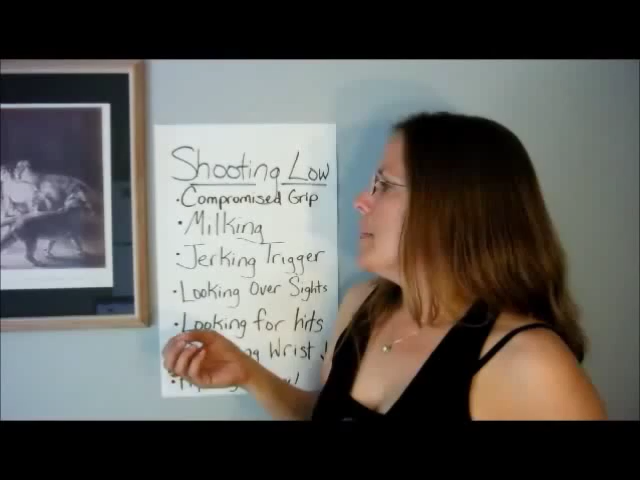 Shooting Low
• Compromised Grip
• Milking
• Jerking Trigger
• Looking Over Sights
• Looking for hits
Wrist!